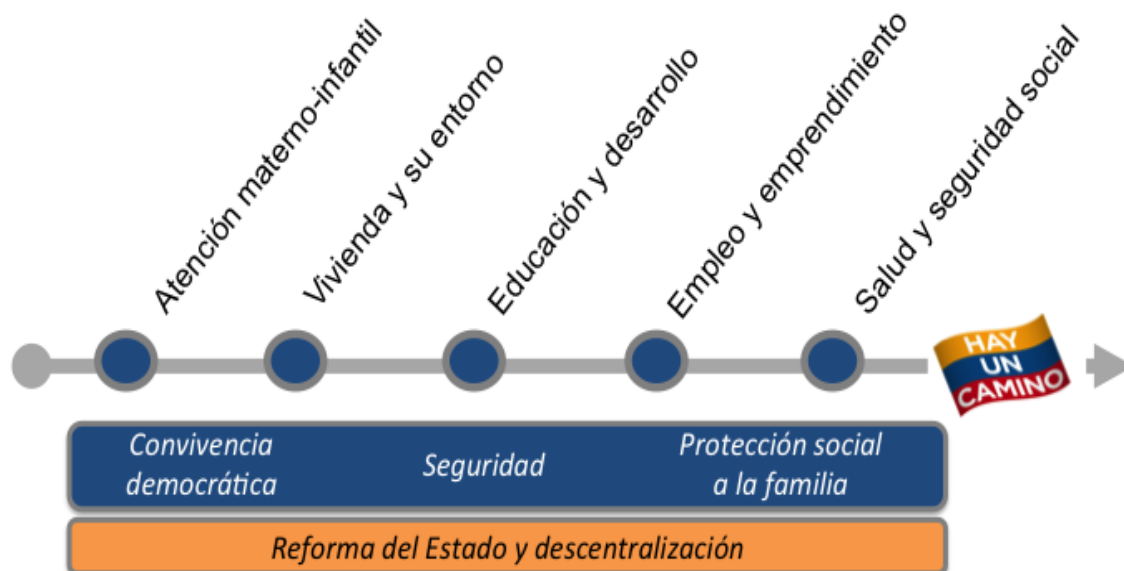 Atención materno-infantil
Vivienda y su entorno
Educación y desarrollo
Empleo y emprendimiento
Salud y seguridad social
HAY
UN
CAMINO
Convivencia
democrática
Seguridad
Protección social
a la familia
Reforma del Estado y descentralización